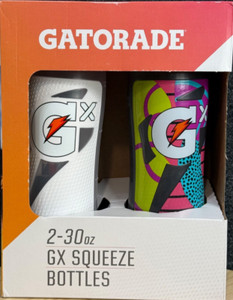 GATORADE
Gx
Gx
2-30oz
GX SQUEEZE
BOTTLES